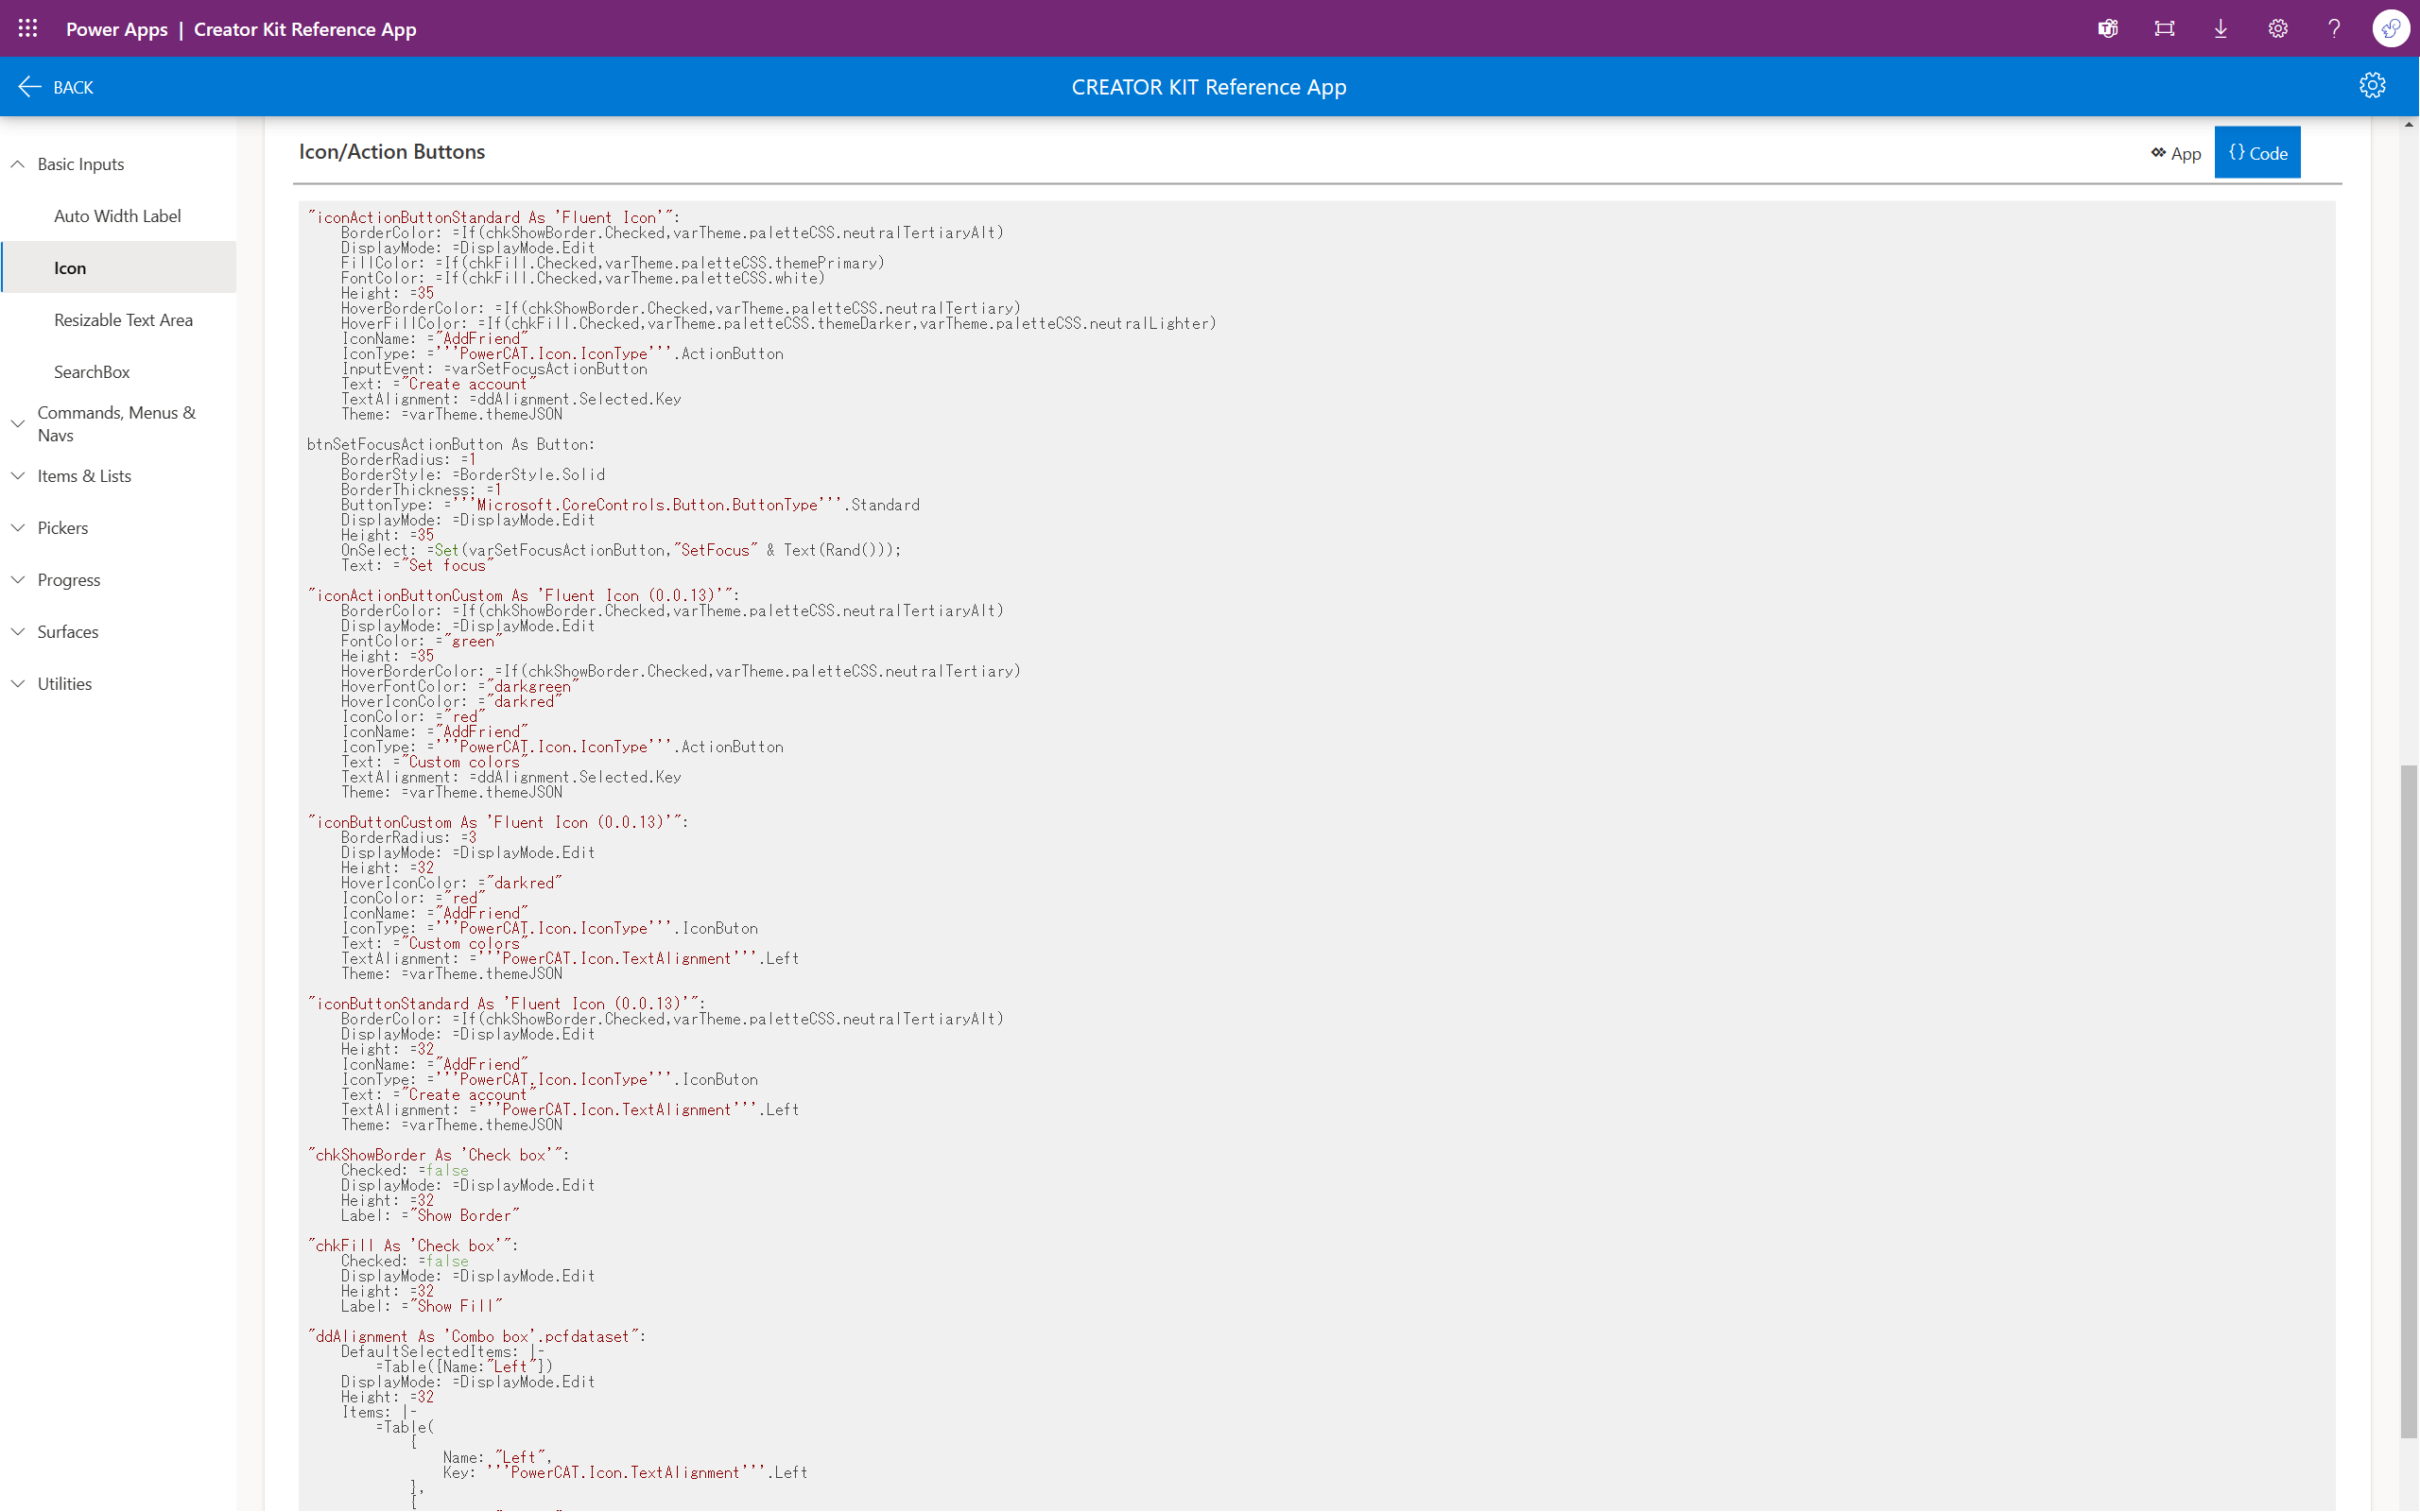 Power Apps | Creator Kit Reference App
BACK
CREATOR KIT Reference App
Basic Inputs
Auto Width Label
Icon
Resizable Text Area
SearchBox
Commands, Menus &
Navs
Items & Lists
Pickers
Progress
Surfaces
Utilities
Icon/Action Buttons
App
{} Code
"iconActionButtonStandard As 'Fluent Icon'":
    BorderColor: =If(chkShowBorder.Checked,varTheme.paletteCSS.neutralTertiaryAlt)
    DisplayMode: =DisplayMode.Edit
    FillColor: =If(chkFill.Checked,varTheme.paletteCSS.themePrimary)
    FontColor: =If(chkFill.Checked,varTheme.paletteCSS.white)
    Height: =35
    HoverBorderColor: =If(chkShowBorder.Checked,varTheme.paletteCSS.neutralTertiary)
    HoverFillColor: =If(chkFill.Checked,varTheme.paletteCSS.themeDarker,varTheme.paletteCSS.neutralLighter)
    IconName: ="AddFriend"
    IconType: ='''PowerCAT.Icon.IconType'''.ActionButton
    InputEvent: =varSetFocusActionButton
    Text: ="Create account"
    TextAlignment: =ddAlignment.Selected.Key
    Theme: =varTheme.themeJSON
btnSetFocusActionButton As Button:
    BorderRadius: =1
    BorderStyle: =BorderStyle.Solid
    BorderThickness: =1
    ButtonType: ='''Microsoft.CoreControls.Button.ButtonType'''.Standard
    DisplayMode: =DisplayMode.Edit
    Height: =35
    OnSelect: =Set(varSetFocusActionButton,"SetFocus" & Text(Rand()));
    Text: ="Set focus"
"iconActionButtonCustom As 'Fluent Icon (0.0.13)'":
    BorderColor: =If(chkShowBorder.Checked,varTheme.paletteCSS.neutralTertiaryAlt)
    DisplayMode: =DisplayMode.Edit
    FontColor: ="green"
    Height: =35
    HoverBorderColor: =If(chkShowBorder.Checked,varTheme.paletteCSS.neutralTertiary)
    HoverFontColor: ="darkgreen"
    HoverIconColor: ="darkred"
    IconColor: ="red"
    IconName: ="AddFriend"
    IconType: ='''PowerCAT.Icon.IconType'''.ActionButton
    Text: ="Custom colors"
    TextAlignment: =ddAlignment.Selected.Key
    Theme: =varTheme.themeJSON
"iconButtonCustom As 'Fluent Icon (0.0.13)'":
    BorderRadius: =3
    DisplayMode: =DisplayMode.Edit
    Height: =32
    HoverIconColor: ="darkred"
    IconColor: ="red"
    IconName: ="AddFriend"
    IconType: ='''PowerCAT.Icon.IconType'''.IconButon
    Text: ="Custom colors"
    TextAlignment: ='''PowerCAT.Icon.TextAlignment'''.Left
    Theme: =varTheme.themeJSON
"iconButtonStandard As 'Fluent Icon (0.0.13)'":
    BorderColor: =If(chkShowBorder.Checked,varTheme.paletteCSS.neutralTertiaryAlt)
    DisplayMode: =DisplayMode.Edit
    Height: =32
    IconName: ="AddFriend"
    IconType: ='''PowerCAT.Icon.IconType'''.IconButon
    Text: ="Create account"
    TextAlignment: ='''PowerCAT.Icon.TextAlignment'''.Left
    Theme: =varTheme.themeJSON
"chkShowBorder As 'Check box'":
    Checked: =false
    DisplayMode: =DisplayMode.Edit
    Height: =32
    Label: ="Show Border"
"chkFill As 'Check box'":
    Checked: =false
    DisplayMode: =DisplayMode.Edit
    Height: =32
    Label: ="Show Fill"
"ddAlignment As 'Combo box'.pcfdataset":
    DefaultSelectedItems: |-
        =Table([Name:"Left"])
    DisplayMode: =DisplayMode.Edit
    Height: =32
    Items: |-
        =Table(
            {
                Name: "Left",
                Key: '''PowerCAT.Icon.TextAlignment'''.Left
            },
            {